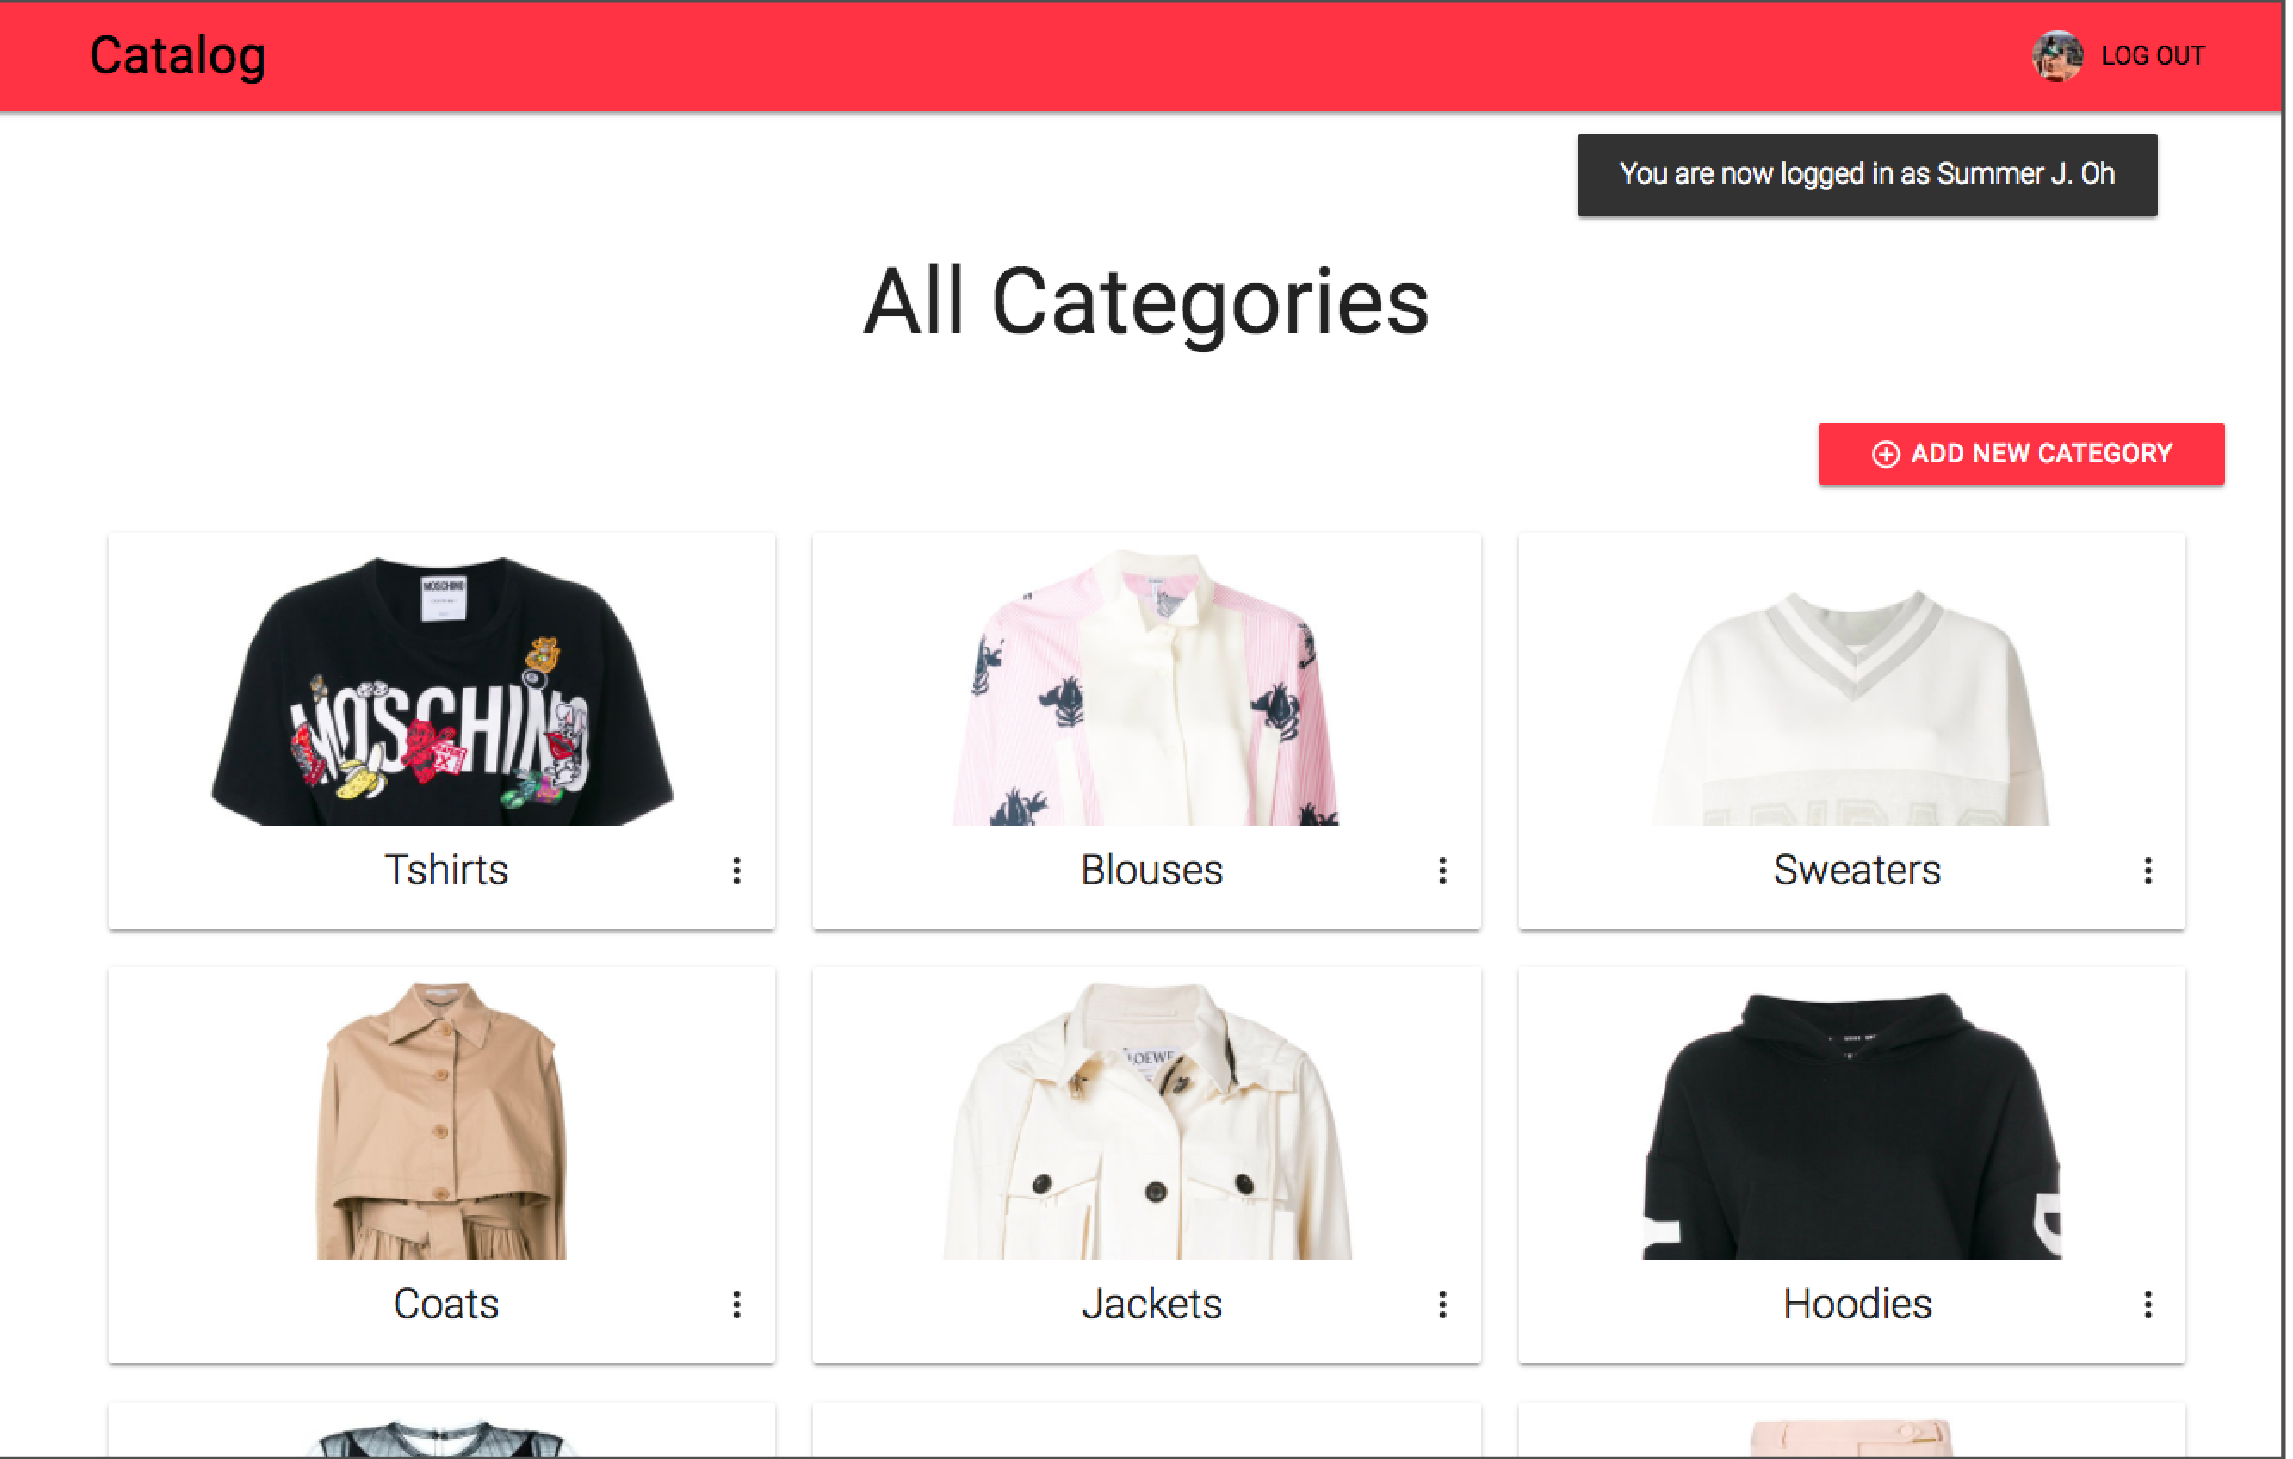 Catalog
LOG OUT
You are now logged in as Summer J. Oh
All Categories
ADD NEW CATEGORY
MOSCHINO
MOSCHINO
Tshirts
Blouses
Sweaters
LOEWE
Coats
Jackets
Hoodies